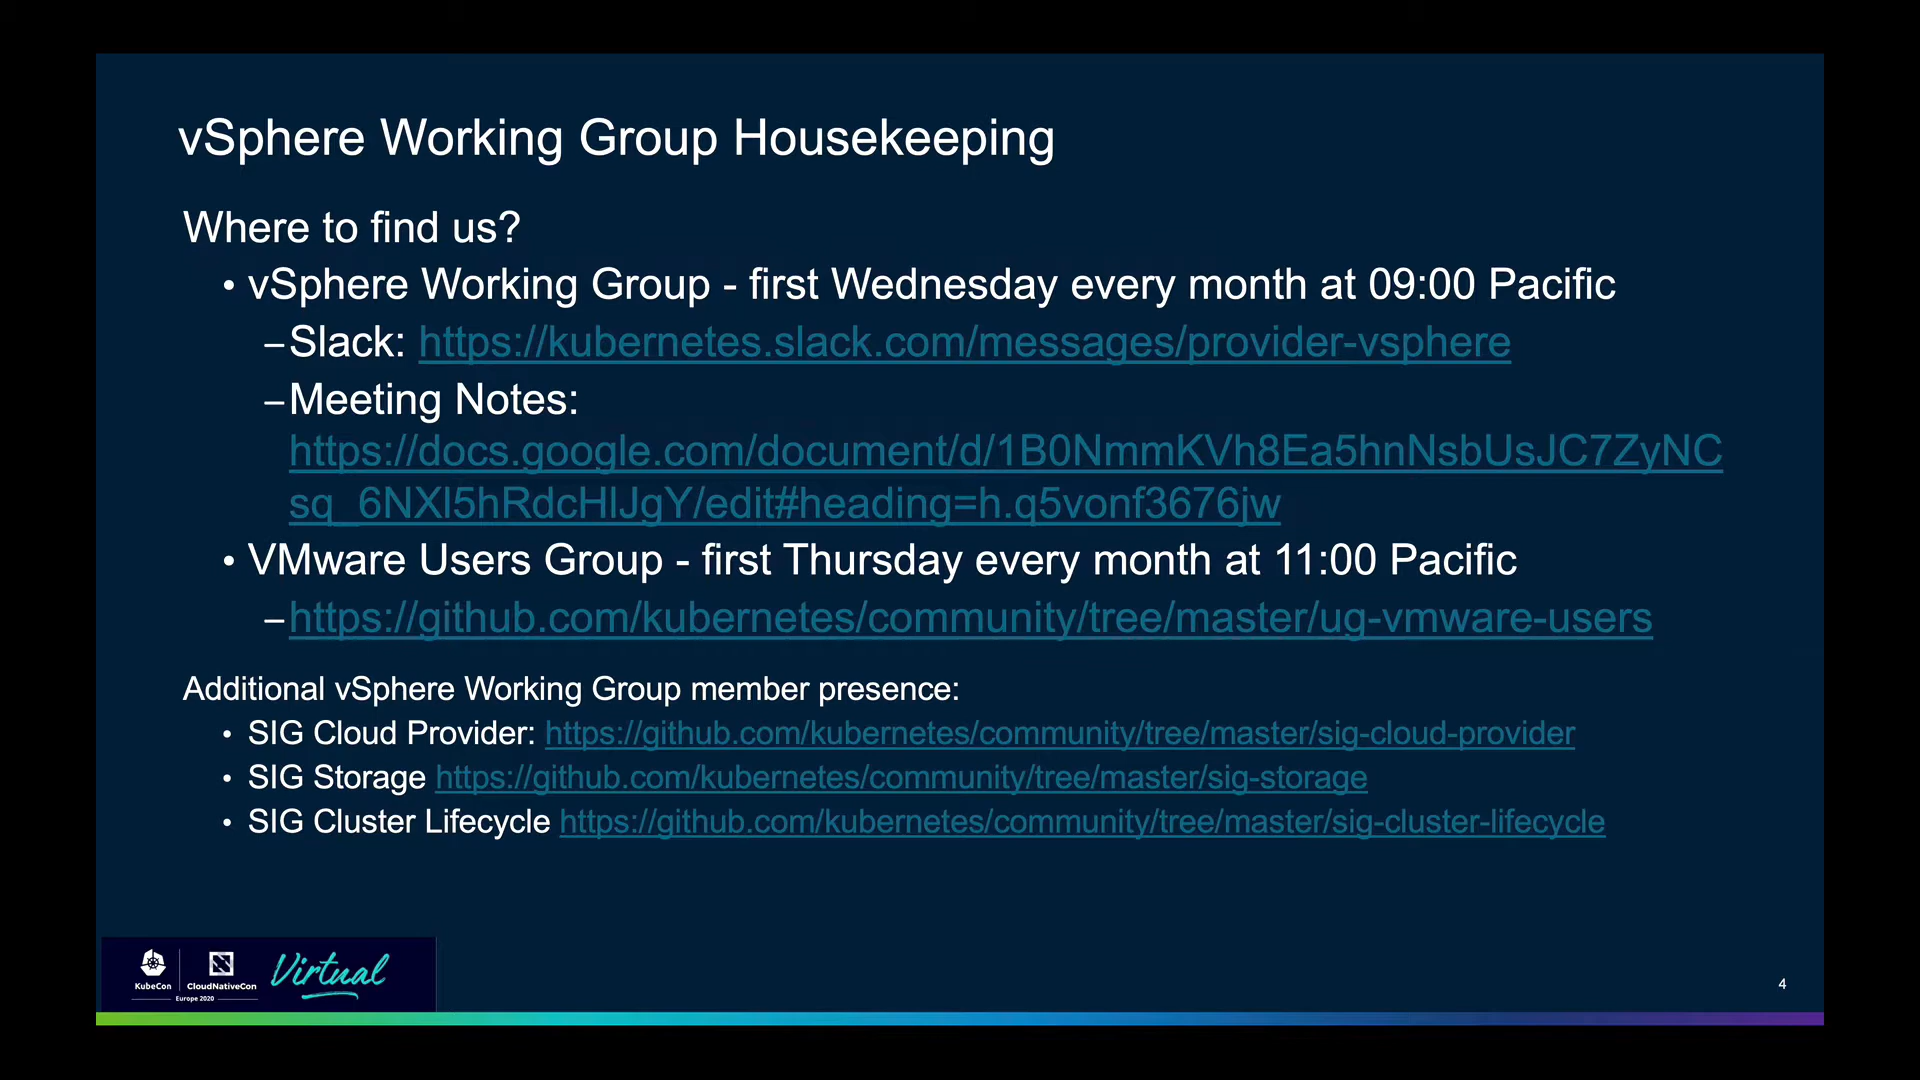 vSphere Working Group Housekeeping
Where to find us?
• vSphere Working Group - first Wednesday every month at 09:00 Pacific
–Slack: https://kubernetes.slack.com/messages/provider-vsphere
–Meeting Notes:
https://docs.google.com/document/d/1B0NmmKVh8Ea5hnNsbUsJC7ZyNC
sq_6NXl5hRdcHlJgY/edit#heading=h.q5vonf3676jw
• VMware Users Group - first Thursday every month at 11:00 Pacific
–https://github.com/kubernetes/community/tree/master/ug-vmware-users
Additional vSphere Working Group member presence:
• SIG Cloud Provider: https://github.com/kubernetes/community/tree/master/sig-cloud-provider
• SIG Storage https://github.com/kubernetes/community/tree/master/sig-storage
• SIG Cluster Lifecycle https://github.com/kubernetes/community/tree/master/sig-cluster-lifecycle
KubeCon CloudNativeCon Virtual
Europe 2020
4